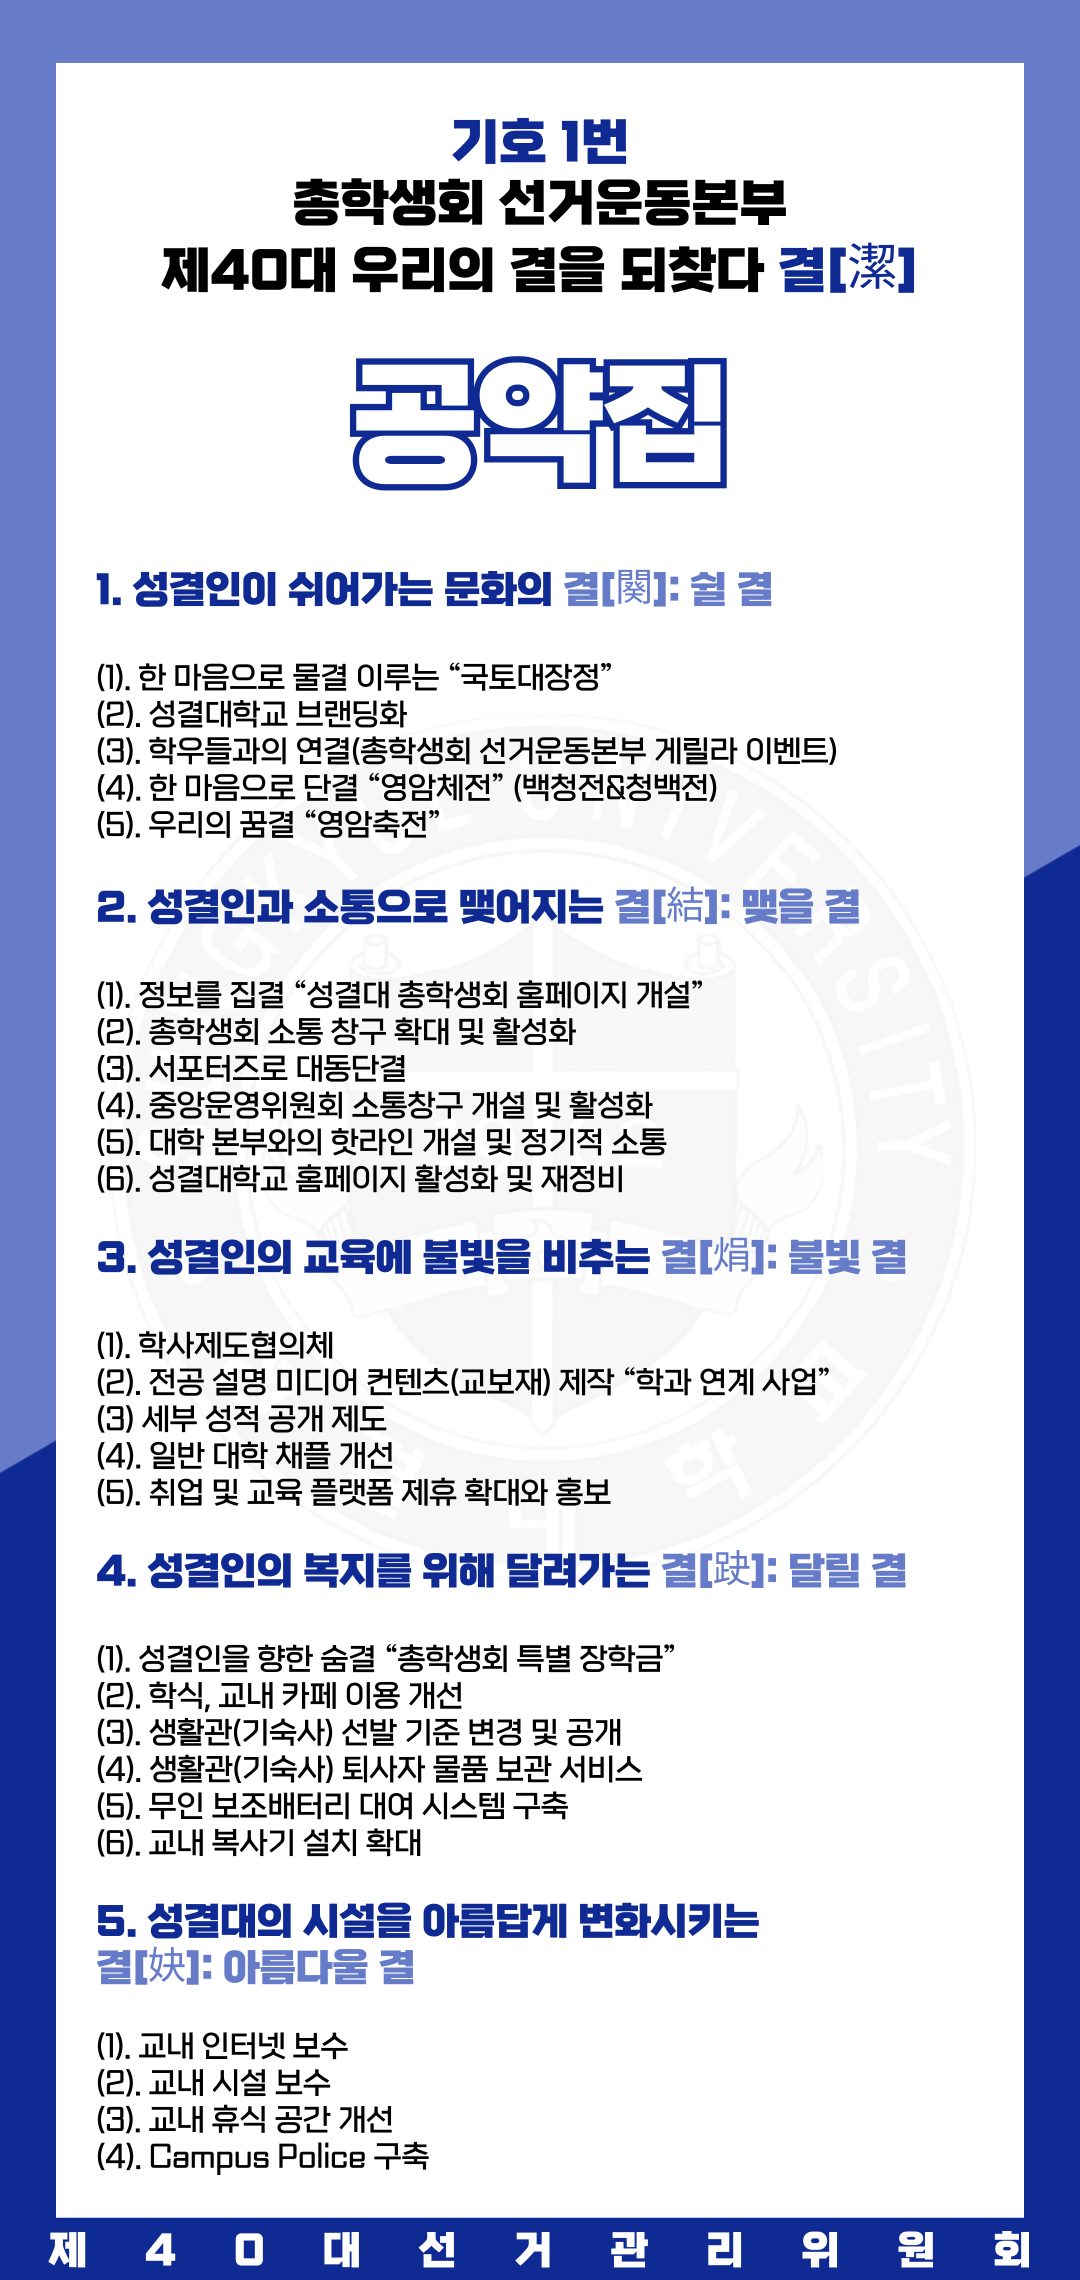 기호 1번
총학생회 선거운동본부
제40대 우리의 결을 되찾다 결[潔]
공약집
1. 성결인이 쉬어가는 문화의 결[闋]: 쉴 결
(1). 한 마음으로 물결 이루는 “국토대장정”
(2). 성결대학교 브랜딩화
(3). 학우들과의 연결(총학생회 선거운동본부 게릴라 이벤트)
(4). 한 마음으로 단결 “영암체전” (백청전&청백전)
(5). 우리의 꿈결 “영암축전”
2. 성결인과 소통으로 맺어지는 결[結]: 맺을 결
(1). 정보를 집결 “성결대 총학생회 홈페이지 개설”
(2). 총학생회 소통 창구 확대 및 활성화
(3). 서포터즈로 대동단결
(4). 중앙운영위원회 소통창구 개설 및 활성화
(5). 대학 본부와의 핫라인 개설 및 정기적 소통
(6). 성결대학교 홈페이지 활성화 및 재정비
3. 성결인의 교육에 불빛을 비추는 결[焆]: 불빛 결
(1). 학사제도협의체
(2). 전공 설명 미디어 컨텐츠(교보재) 제작 “학과 연계 사업”
(3) 세부 성적 공개 제도
(4). 일반 대학 채플 개선
(5). 취업 및 교육 플랫폼 제휴 확대와 홍보
4. 성결인의 복지를 위해 달려가는 결[趹]: 달릴 결
(1). 성결인을 향한 숨결 “총학생회 특별 장학금”
(2). 학식, 교내 카페 이용 개선
(3). 생활관(기숙사) 선발 기준 변경 및 공개
(4). 생활관(기숙사) 퇴사자 물품 보관 서비스
(5). 무인 보조배터리 대여 시스템 구축
(6). 교내 복사기 설치 확대
5. 성결대의 시설을 아름답게 변화시키는
결[妜]: 아름다울 결
(1). 교내 인터넷 보수
(2). 교내 시설 보수
(3). 교내 휴식 공간 개선
(4). Campus Police 구축
제40대선거관리위원회